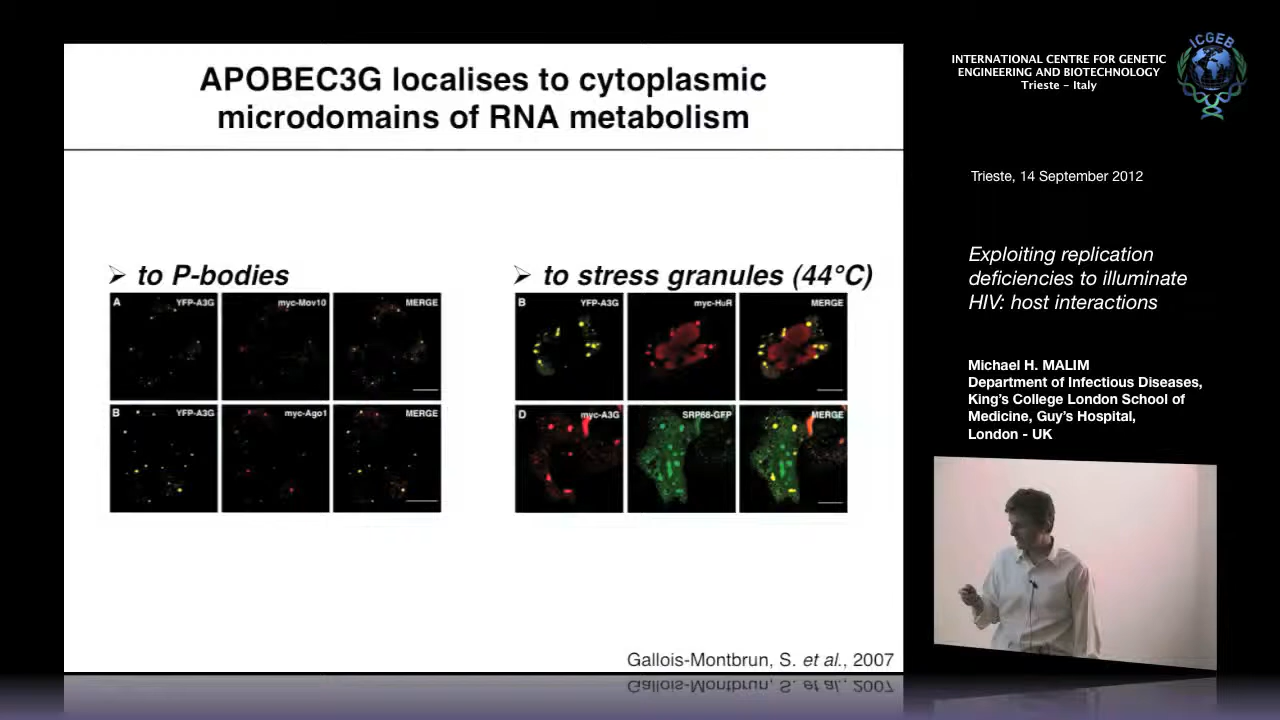 APOBEC3G localises to cytoplasmic
microdomains of RNA metabolism
➢ to P-bodies
A YFP-A3G myc-Mov10 MERGE
B YFP-A3G myc-Ago1 MERGE
➢ to stress granules (44°C)
B YFP-A3G myc-HuR MERGE
D myc-A3G SRP68-GFP MERGE
Gallois-Montbrun, S. et al., 2007
INTERNATIONAL CENTRE FOR GENETIC
ENGINEERING AND BIOTECHNOLOGY
Trieste - Italy
ICGEB
Trieste, 14 September 2012
Exploiting replication
deficiencies to illuminate
HIV: host interactions
Michael H. MALIM
Department of Infectious Diseases,
King's College London School of
Medicine, Guy's Hospital,
London - UK